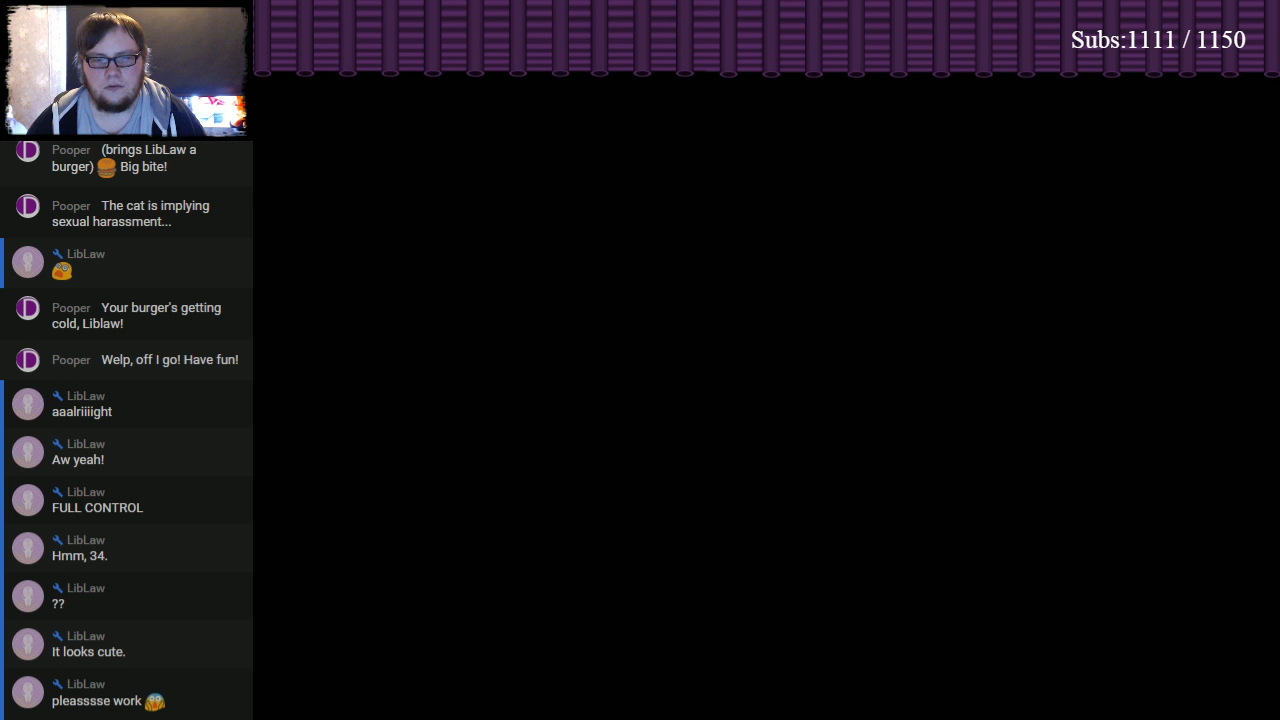 Subs:1111 / 1150
Pooper (brings LibLaw a
burger) Big bite!
Pooper The cat is implying
sexual harassment...
LibLaw
Pooper Your burger's getting
cold, Liblaw!
Pooper Welp, off I go! Have fun!
LibLaw
aaalriiiight
LibLaw
Aw yeah!
LibLaw
FULL CONTROL
LibLaw
Hmm, 34.
LibLaw
??
LibLaw
It looks cute.
LibLaw
pleasssse work